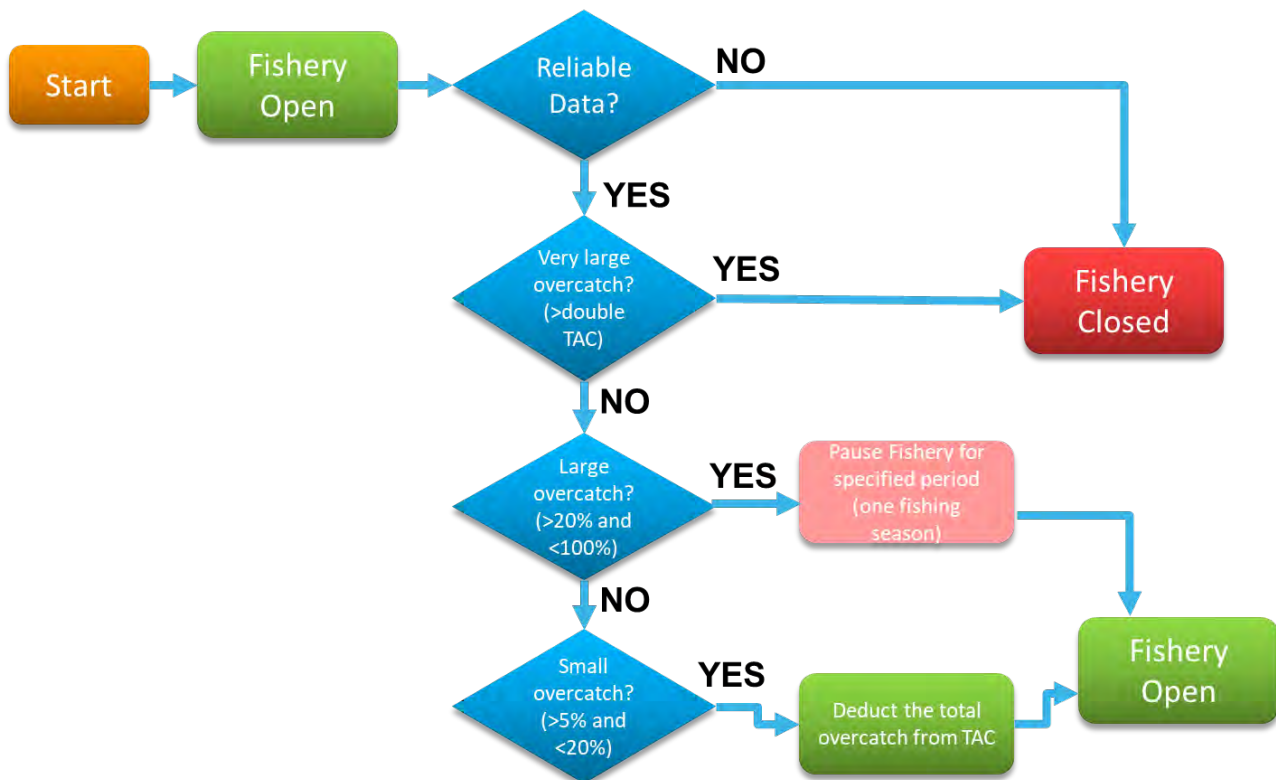 Start
Fishery
Open
Reliable
Data?
NO
YES
Very large
overcatch?
(>double
TAC)
YES
Fishery
Closed
NO
Large
overcatch?
(>20% and
<100%)
YES
Pause Fishery for
specified period
(one fishing
season)
NO
Small
overcatch?
(>5% and
<20%)
YES
Deduct the total
overcatch from TAC
Fishery
Open